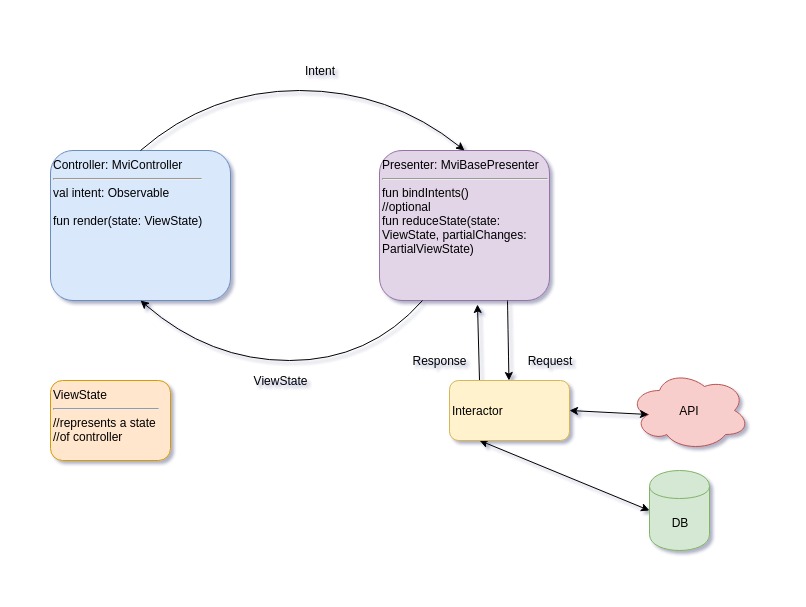 Intent
Controller: MviController
val intent: Observable
fun render(state: ViewState)
Presenter: MviBasePresenter
fun bindIntents()
//optional
fun reduceState(state:
ViewState, partialChanges:
PartialViewState)
ViewState
Response
Request
ViewState
//represents a state
//of controller
Interactor
API
DB